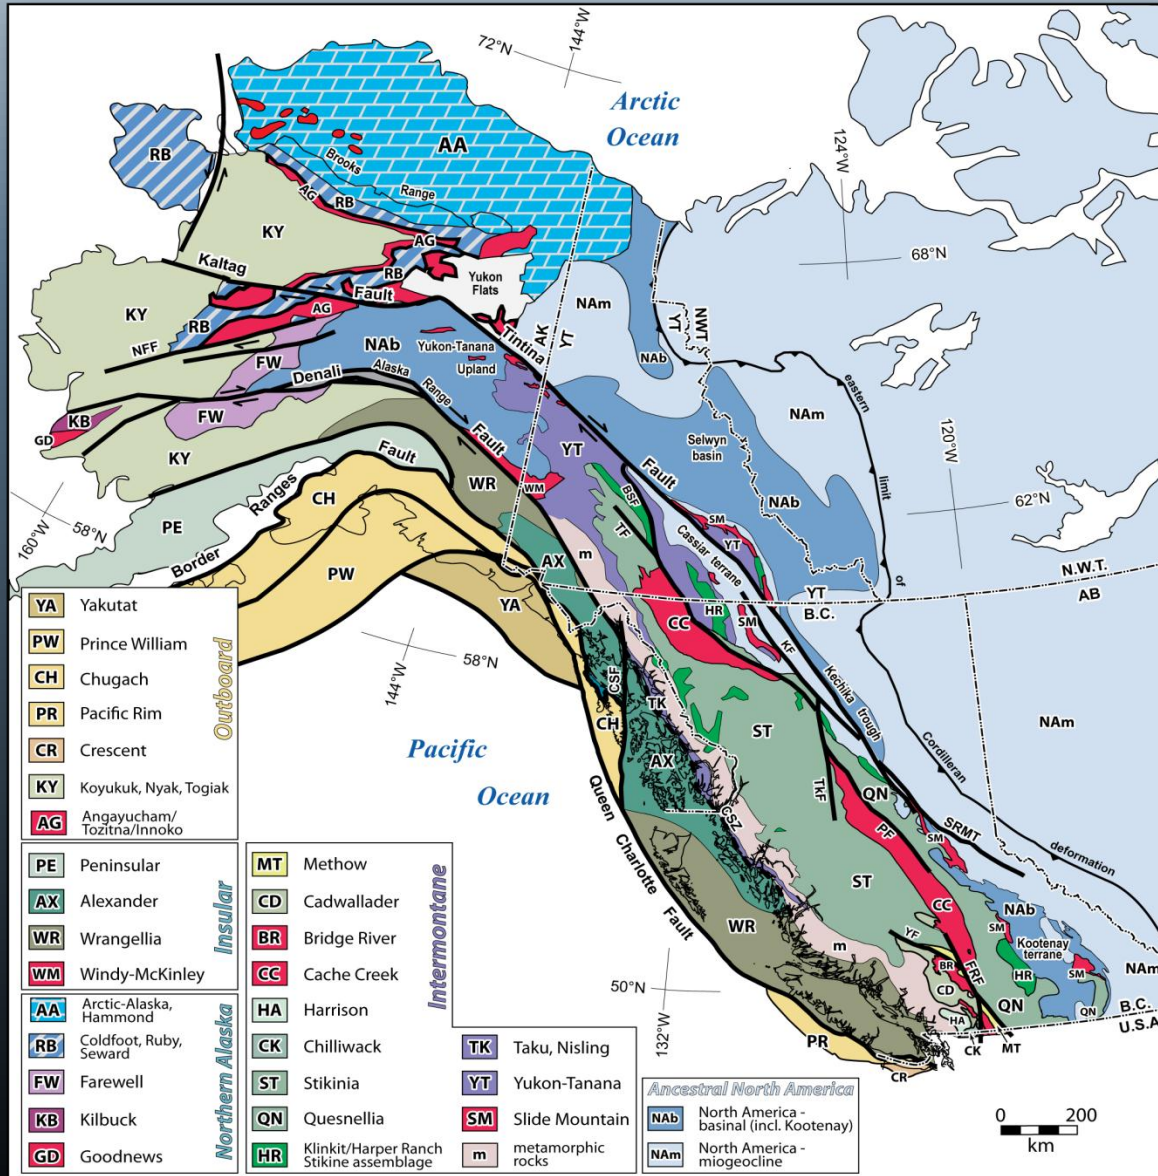 72°N
144°W
Arctic
Ocean
124°W
RB
AA
Brooks
Range
AG
RB
KY
AG
68°N
Kaltag
RB
Yukon
Flats
NAm
AK
YT
NWT
YT
Fault
KY
RB
AG
NAb
Tintina
NAb
NFF
FW
Yukon-Tanana
Upland
eastern
Denali
Alaska
Range
NAm
120°W
KB
FW
Selwyn
basin
GD
KY
Fault
YT
Fault
NAb
limit
Fault
WR
WM
BSF
62°N
160°W
58°N
Ranges
CH
SM
YT
PE
TF
Cassiar terrane
Border
AX
m
of
N.W.T.
AB
PW
YT
B.C.
YA
CC
HR
SM
KF
58°N
144°W
CSF
Kechika
trough
CH
TK
ST
NAm
Pacific
Ocean
AX
Cordilleran
TkF
QN
Queen
Charlotte
Fault
CSZ
PF
SRMT
SM
deformation
ST
WR
CC
NAb
SM
Kootenay
terrane
m
YF
NAm
BR
FRF
HR
SM
CD
50°N
QN
QN
B.C.
U.S.A
HA
132°W
PR
CK
MT
CR
0
200
km
YA Yakutat
PW Prince William
CH Chugach
PR Pacific Rim
CR Crescent
KY Koyukuk, Nyak, Togiak
AG Angayucham/
Tozitna/Innoko
Outboard
PE Peninsular
AX Alexander
WR Wrangellia
WM Windy-McKinley
Insular
AA Arctic-Alaska,
Hammond
RB Coldfoot, Ruby,
Seward
FW Farewell
KB Kilbuck
GD Goodnews
Northern Alaska
MT Methow
CD Cadwallader
BR Bridge River
CC Cache Creek
HA Harrison
CK Chilliwack
ST Stikinia
QN Quesnellia
HR Klinkit/Harper Ranch
Stikine assemblage
Intermontane
TK Taku, Nisling
YT Yukon-Tanana
SM Slide Mountain
m metamorphic
rocks
Ancestral North America
NAb North America -
basinal (incl. Kootenay)
NAm North America -
miogeocline